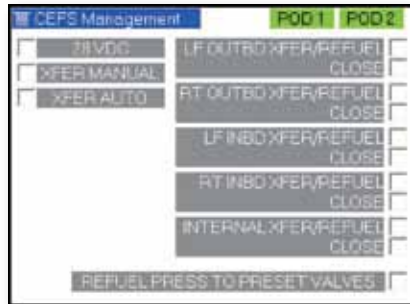 CEFS Management POD 1 POD 2
28 VDC
XFER MANUAL
XFER AUTO
LF OUTBD XFER/REFUEL
CLOSE
RT OUTBD XFER/REFUEL
CLOSE
LF INBD XFER/REFUEL
CLOSE
RT INBD XFER/REFUEL
CLOSE
INTERNAL XFER/REFUEL
CLOSE
REFUEL PRESS TO PRESET VALVES